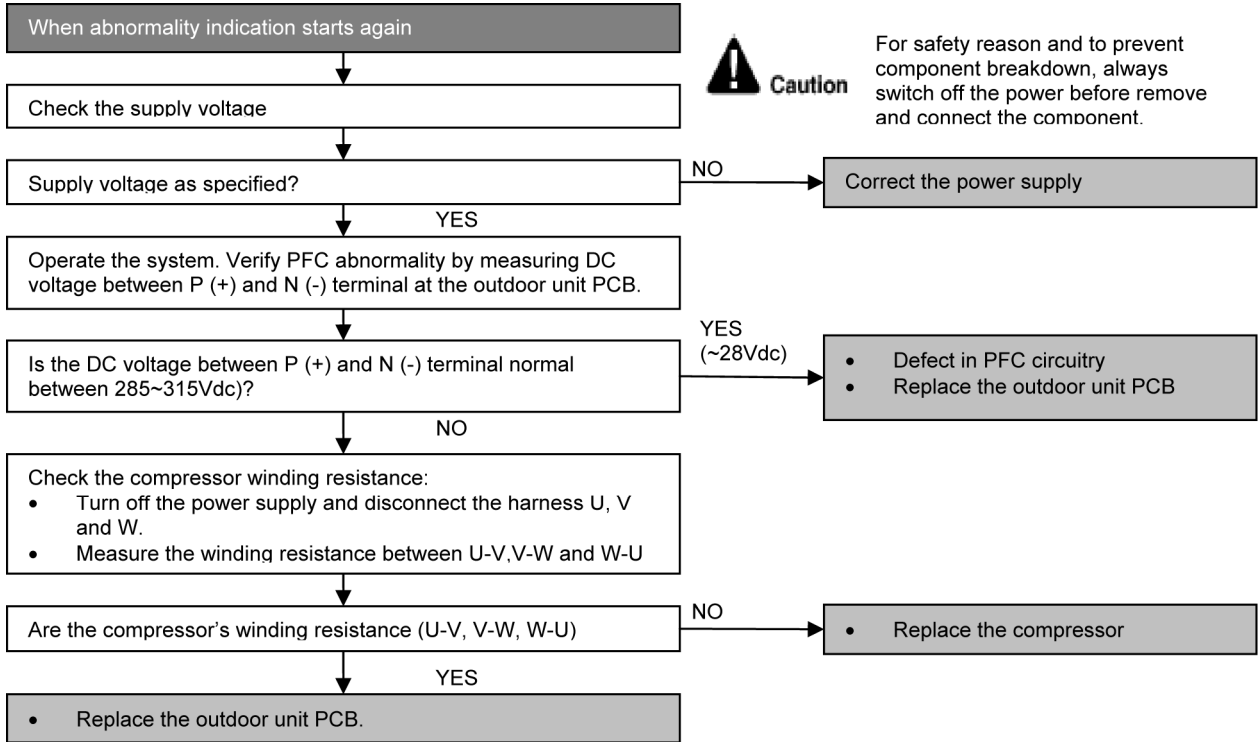 When abnormality indication starts again
Caution
For safety reason and to prevent
component breakdown, always
switch off the power before remove
and connect the component.
Check the supply voltage
Supply voltage as specified?
NO
Correct the power supply
YES
Operate the system. Verify PFC abnormality by measuring DC
voltage between P (+) and N (-) terminal at the outdoor unit PCB.
Is the DC voltage between P (+) and N (-) terminal normal
between 285~315Vdc)?
YES
(~28Vdc)
• Defect in PFC circuitry
• Replace the outdoor unit PCB
NO
Check the compressor winding resistance:
• Turn off the power supply and disconnect the harness U, V
and W.
• Measure the winding resistance between U-V,V-W and W-U
Are the compressor's winding resistance (U-V, V-W, W-U)
NO
• Replace the compressor
YES
• Replace the outdoor unit PCB.